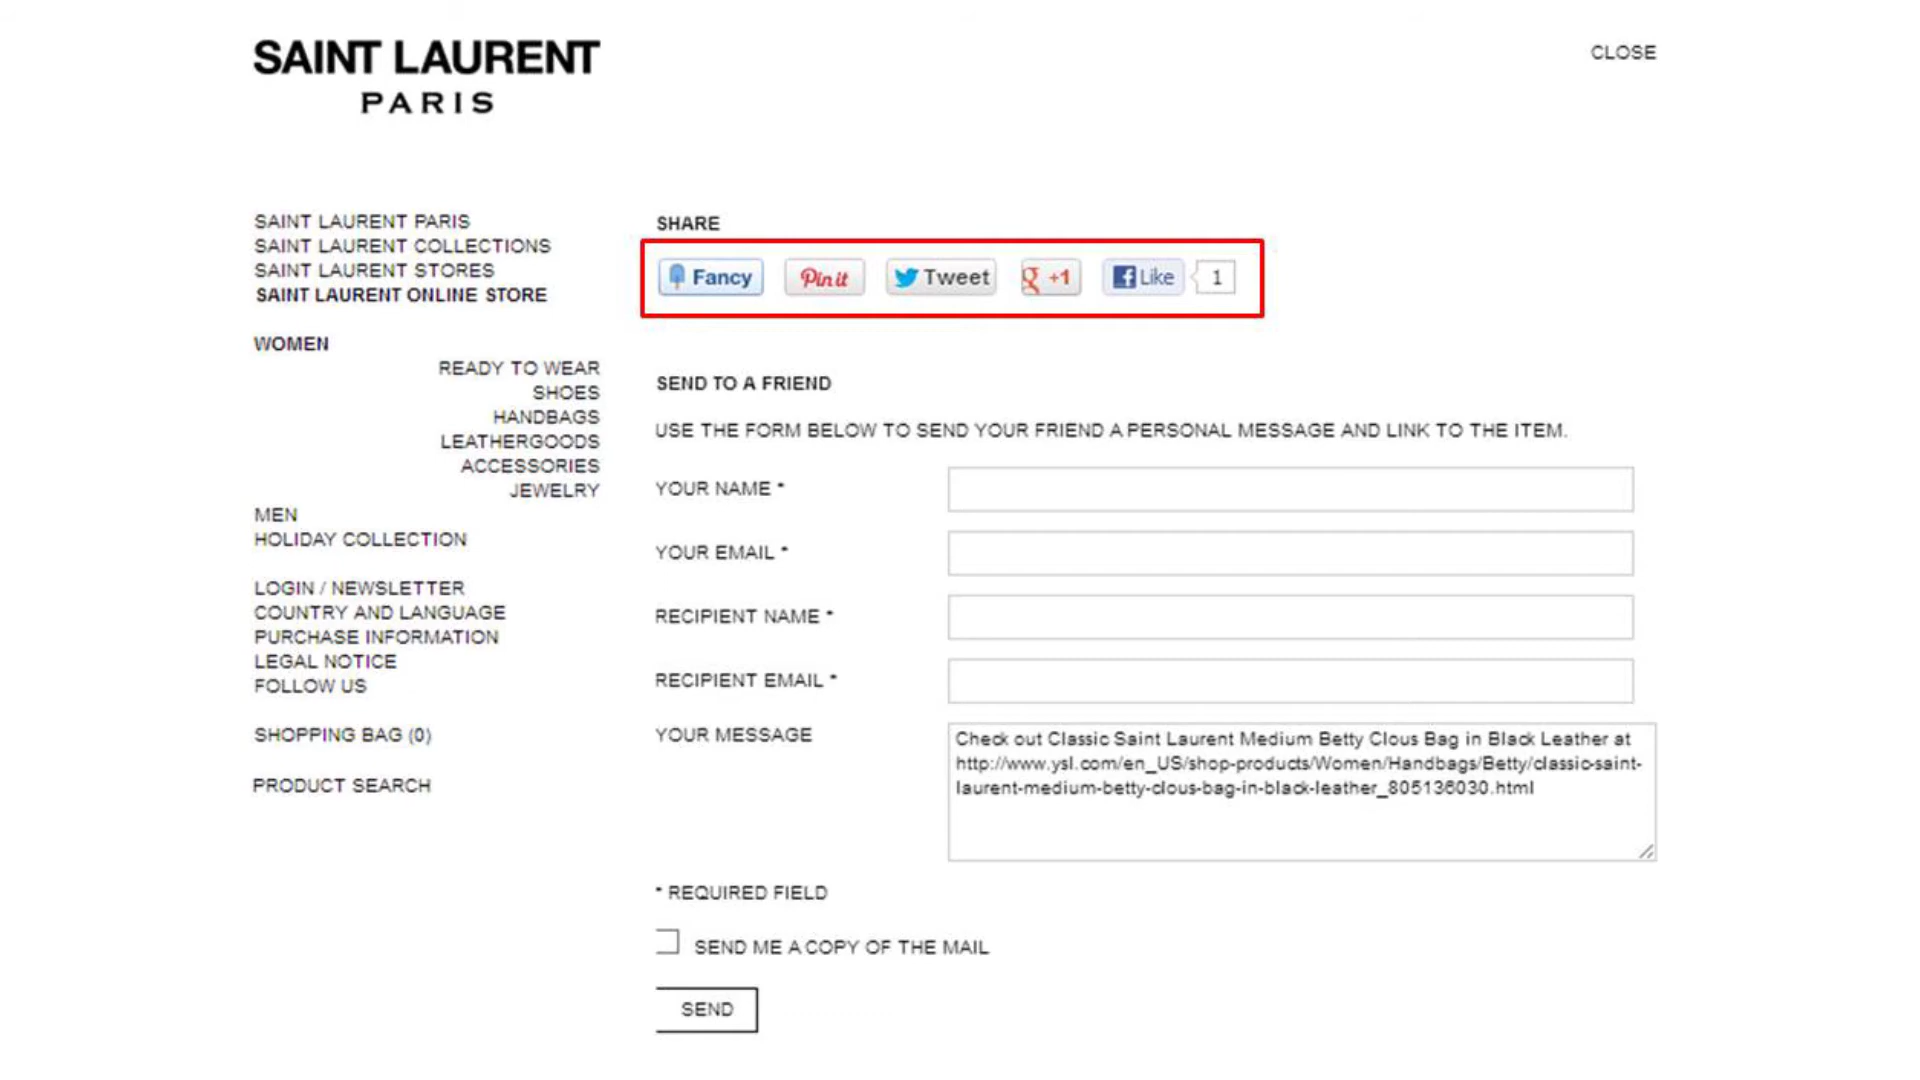 SAINT LAURENT
PARIS
CLOSE
SAINT LAURENT PARIS
SAINT LAURENT COLLECTIONS
SAINT LAURENT STORES
SAINT LAURENT ONLINE STORE
WOMEN
READY TO WEAR
SHOES
HANDBAGS
LEATHERGOODS
ACCESSORIES
JEWELRY
MEN
HOLIDAY COLLECTION
LOGIN / NEWSLETTER
COUNTRY AND LANGUAGE
PURCHASE INFORMATION
LEGAL NOTICE
FOLLOW US
SHOPPING BAG (0)
PRODUCT SEARCH
SHARE
Fancy Pin it Tweet g +1 f Like 1
SEND TO A FRIEND
USE THE FORM BELOW TO SEND YOUR FRIEND A PERSONAL MESSAGE AND LINK TO THE ITEM.
YOUR NAME *
YOUR EMAIL *
RECIPIENT NAME *
RECIPIENT EMAIL *
YOUR MESSAGE
Check out Classic Saint Laurent Medium Betty Clous Bag in Black Leather at
http://www.ysl.com/en_US/shop-products/Women/Handbags/Betty/classic-saint-
laurent-medium-betty-clous-bag-in-black-leather_805136030.html
* REQUIRED FIELD
SEND ME A COPY OF THE MAIL
SEND